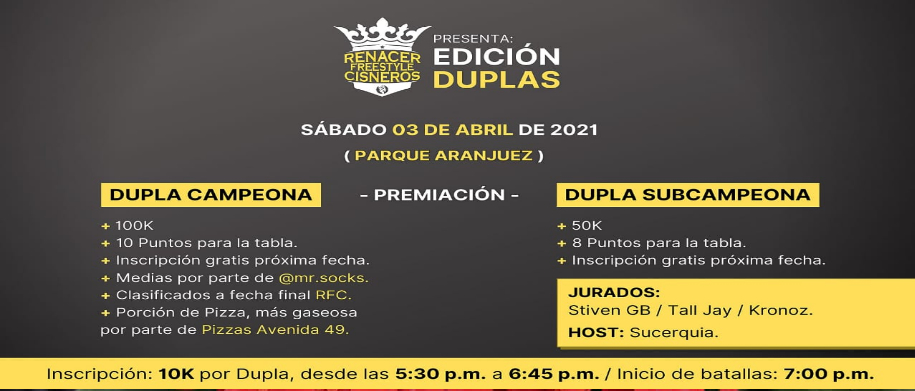 RENACER
FREESTYLE
CISNEROS
PRESENTA:
EDICIÓN
DUPLAS
SÁBADO 03 DE ABRIL DE 2021
( PARQUE ARANJUEZ )
DUPLA CAMPEONA
+ 100K
+ 10 Puntos para la tabla.
+ Inscripción gratis próxima fecha.
+ Medias por parte de @mr.socks.
+ Clasificados a fecha final RFC.
+ Porción de Pizza, más gaseosa
por parte de Pizzas Avenida 49.
- PREMIACIÓN -
DUPLA SUBCAMPEONA
+ 50K
+ 8 Puntos para la tabla.
+ Inscripción gratis próxima fecha.
JURADOS:
Stiven GB / Tall Jay / Kronoz.
HOST: Sucerquia.
Inscripción: 10K por Dupla, desde las 5:30 p.m. a 6:45 p.m. / Inicio de batallas: 7:00 p.m.